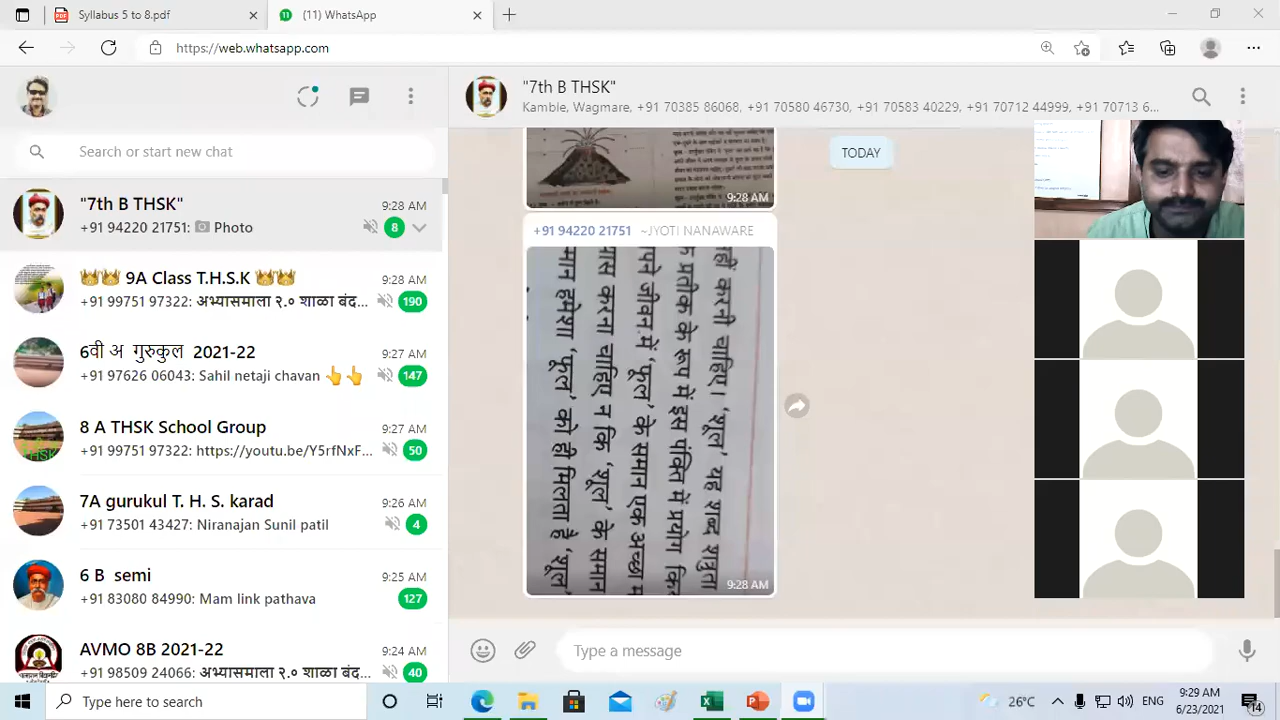 Syllabus 5 to 8.pdf
(11) WhatsApp
https://web.whatsapp.com
Search or start new chat
"7th B THSK"
9:28 AM
+91 94220 21751: Photo
8
9A Class T.H.S.K
9:28 AM
+91 99751 97322: अभ्यासमाला २.० शाळा बंद...
190
6वी अ गुरुकुल 2021-22
9:27 AM
+91 97626 06043: Sahil netaji chavan
147
8 A THSK School Group
9:27 AM
+91 99751 97322: https://youtu.be/Y5rfNxF...
50
THSK
7A gurukul T. H. S. karad
9:26 AM
+91 73501 43427: Niranjan Sunil patil
4
6 B semi
9:25 AM
+91 83080 84990: Mam link pathava
127
AVMO 8B 2021-22
9:24 AM
+91 98509 24066: अभ्यासमाला २.० शाळा बंद...
40
"7th B THSK"
Kamble, Wagmare, +91 70385 86068, +91 70580 46730, +91 70583 40229, +91 70712 44999, +91 70713 6...
TODAY
9:28 AM
+91 94220 21751 ~JYOTI NANAWARE
हीं करनी चाहिए। 'शूल' यह शब्द शत्रुता
के प्रतीक के रूप में इस पंक्ति में प्रयोग कि
पने जीवन में 'फूल' के समान एक अच्छा म
यास करना चाहिए न कि 'शूल' के समान
मान हमेशा 'फूल' को ही मिलता है 'शूल'
9:28 AM
Type a message
Type here to search
26°C
ENG
9:29 AM
6/23/2021
14